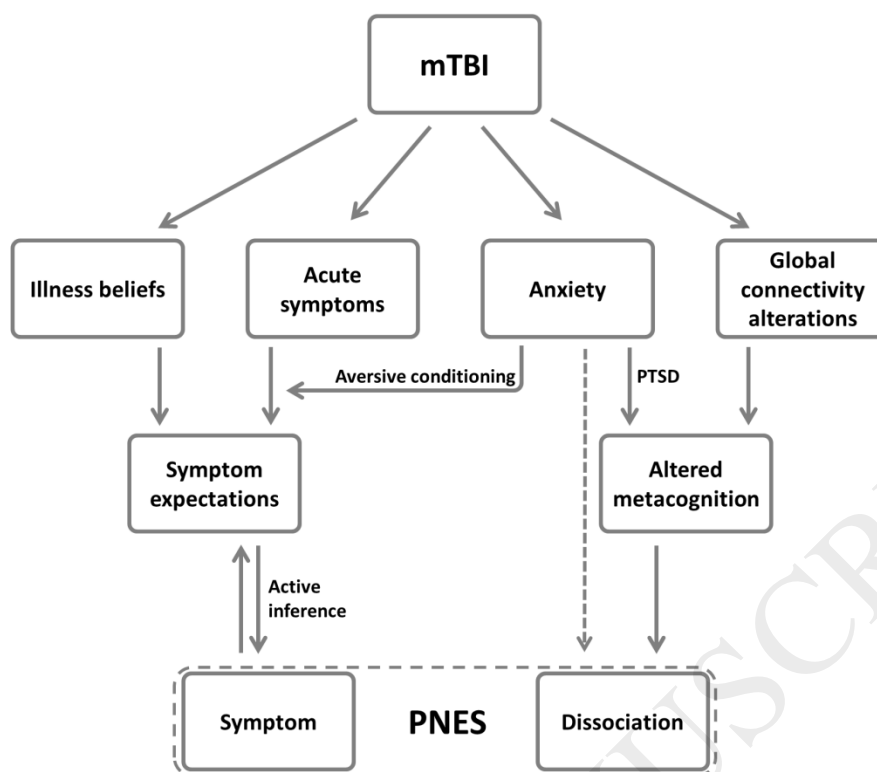 mTBI
Illness beliefs
Acute
symptoms
Anxiety
Global
connectivity
alterations
Aversive conditioning
PTSD
Symptom
expectations
Altered
metacognition
Active
inference
Symptom
PNES
Dissociation
USCR